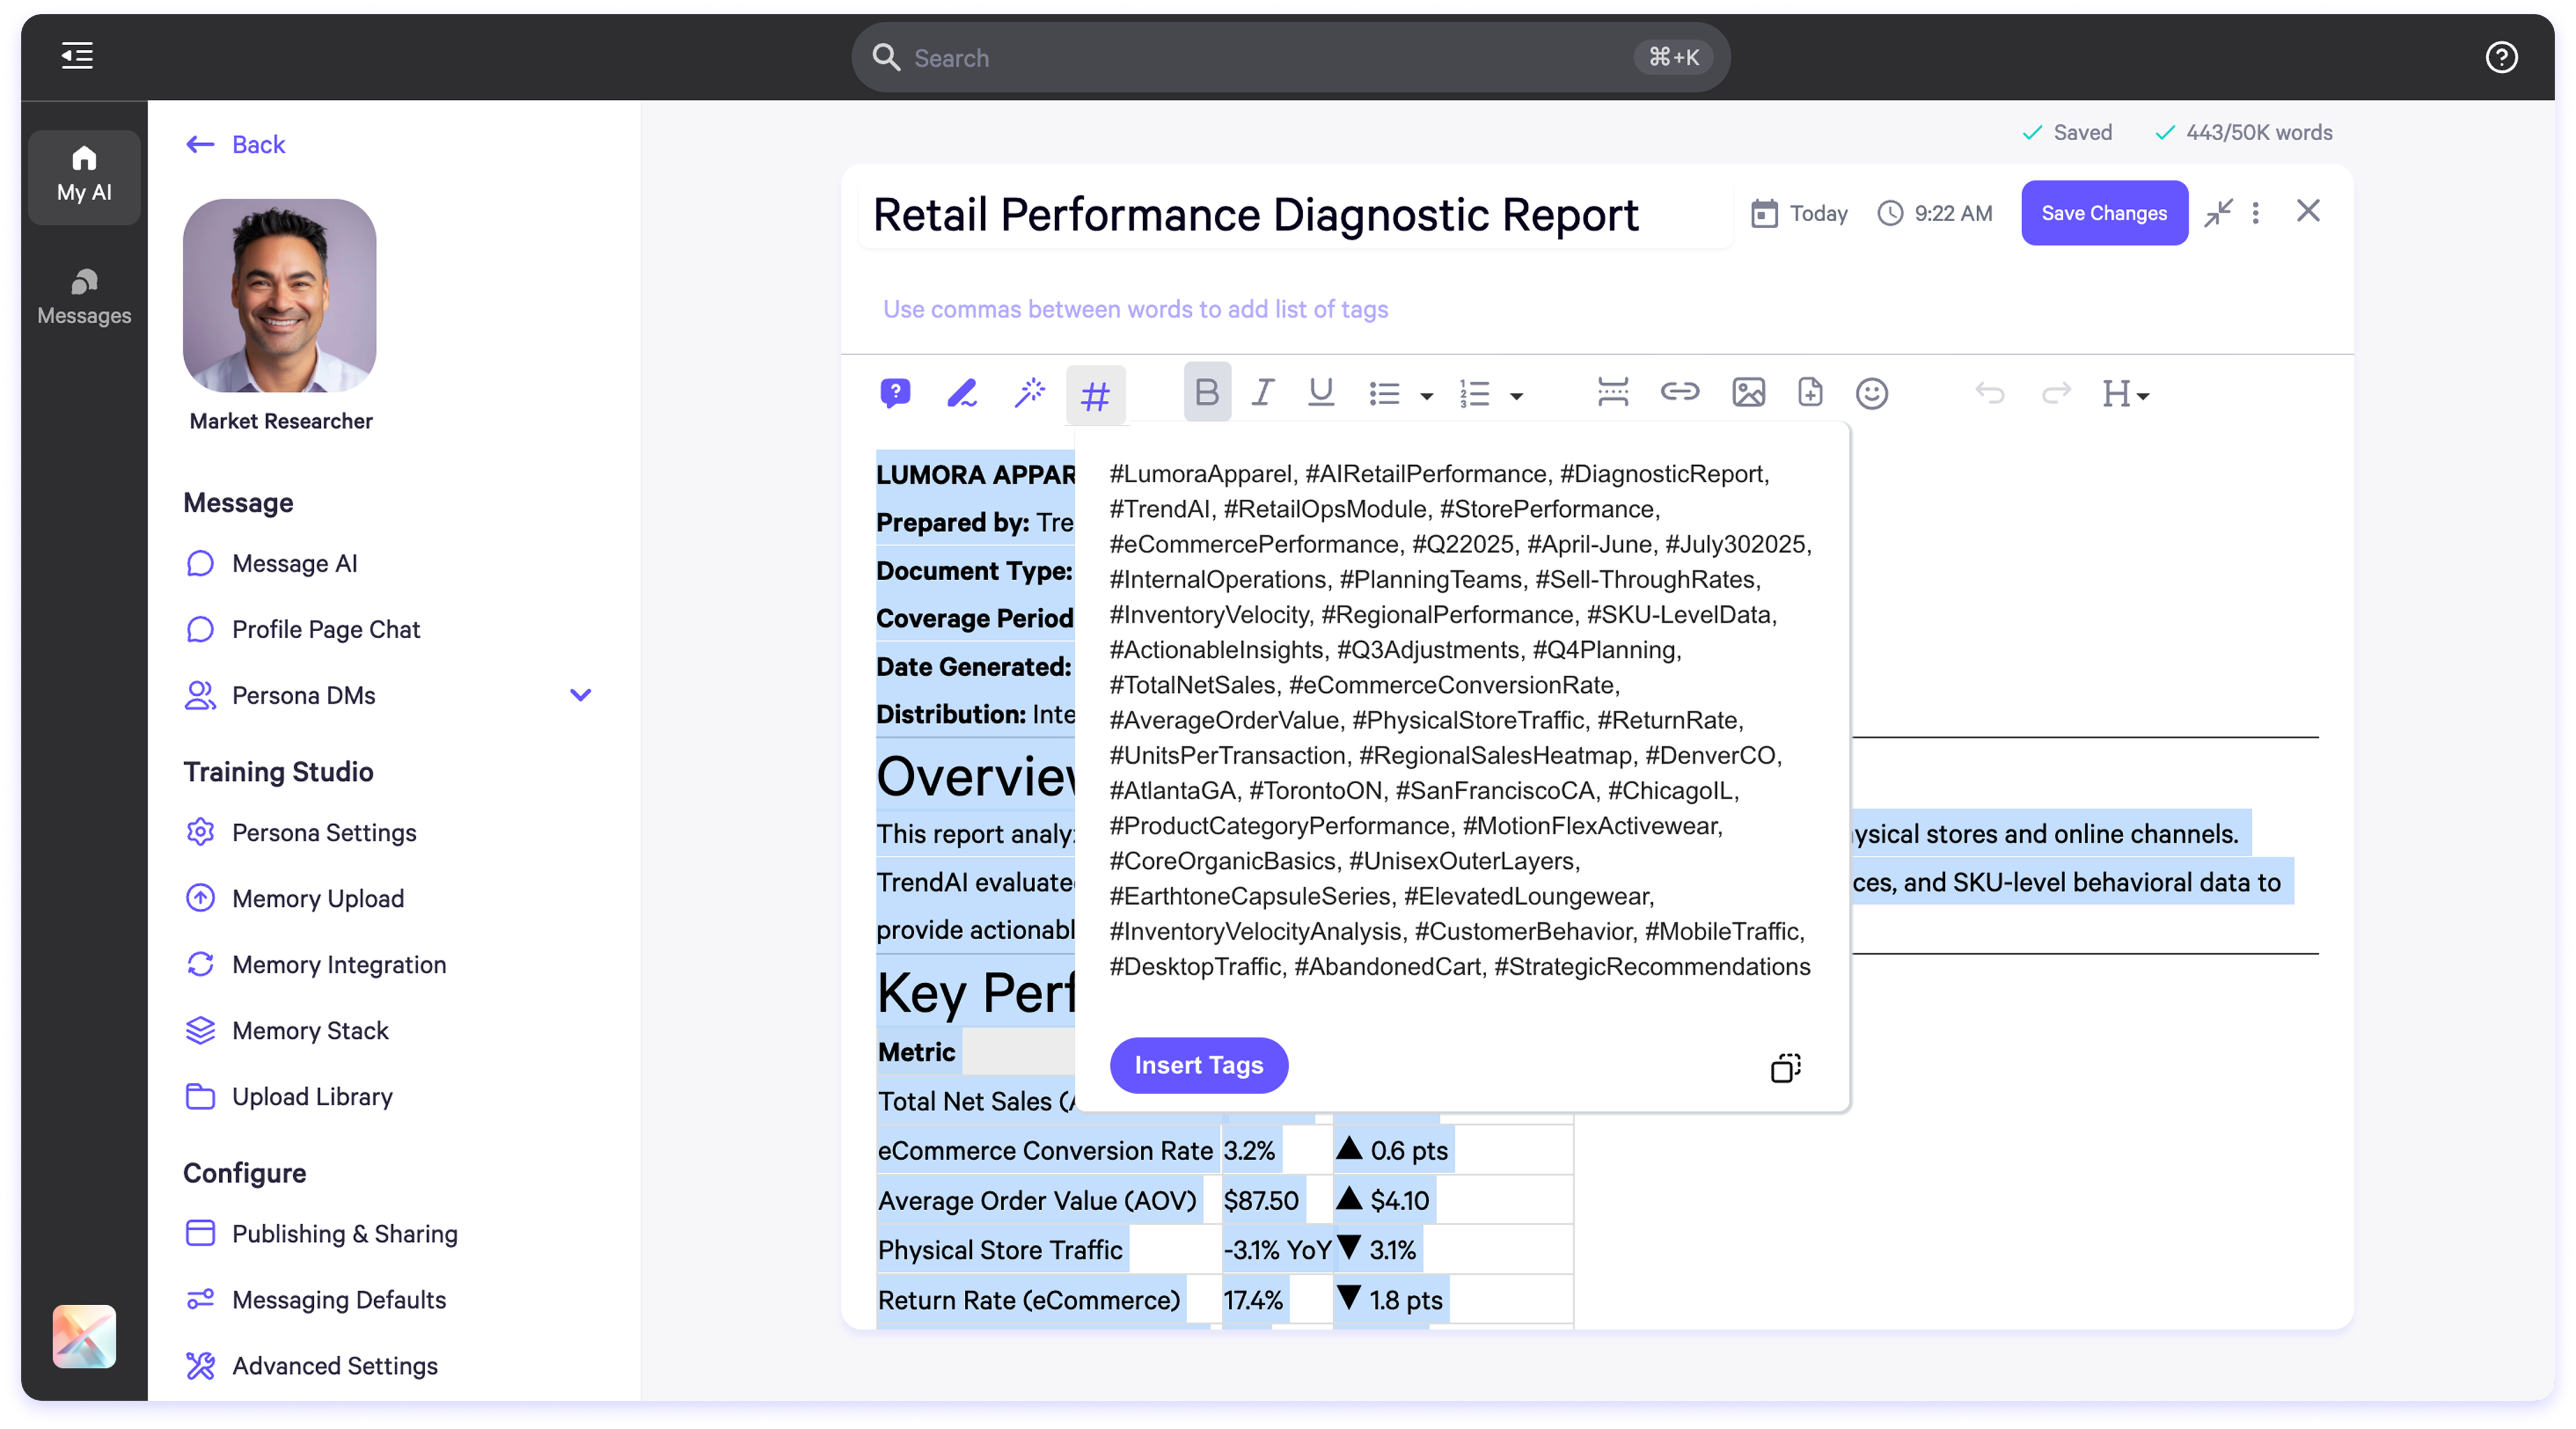 Search
⌘+K
My AI
Messages
Back
Market Researcher
Message
Message AI
Profile Page Chat
Persona DMs
Training Studio
Persona Settings
Memory Upload
Memory Integration
Memory Stack
Upload Library
Configure
Publishing & Sharing
Messaging Defaults
Advanced Settings
Saved
443/50K words
Retail Performance Diagnostic Report
Today
9:22 AM
Save Changes
Use commas between words to add list of tags
#
B I U
H
LUMORA APPAR
Prepared by: Tre
Document Type:
Coverage Period
Date Generated:
Distribution: Inte
Overview
This report analy ysical stores and online channels.
TrendAI evaluate ces, and SKU-level behavioral data to
provide actionabl
Key Perf
Metric
Total Net Sales (A
eCommerce Conversion Rate 3.2% ▲ 0.6 pts
Average Order Value (AOV) $87.50 ▲ $4.10
Physical Store Traffic -3.1% YoY ▼ 3.1%
Return Rate (eCommerce) 17.4% ▼ 1.8 pts
#LumoraApparel, #AIRetailPerformance, #DiagnosticReport,
#TrendAI, #RetailOpsModule, #StorePerformance,
#eCommercePerformance, #Q22025, #April-June, #July302025,
#InternalOperations, #PlanningTeams, #Sell-ThroughRates,
#InventoryVelocity, #RegionalPerformance, #SKU-LevelData,
#ActionableInsights, #Q3Adjustments, #Q4Planning,
#TotalNetSales, #eCommerceConversionRate,
#AverageOrderValue, #PhysicalStoreTraffic, #ReturnRate,
#UnitsPerTransaction, #RegionalSalesHeatmap, #DenverCO,
#AtlantaGA, #TorontoON, #SanFranciscoCA, #ChicagoIL,
#ProductCategoryPerformance, #MotionFlexActivewear,
#CoreOrganicBasics, #UnisexOuterLayers,
#EarthtoneCapsuleSeries, #ElevatedLoungewear,
#InventoryVelocityAnalysis, #CustomerBehavior, #MobileTraffic,
#DesktopTraffic, #AbandonedCart, #StrategicRecommendations
Insert Tags